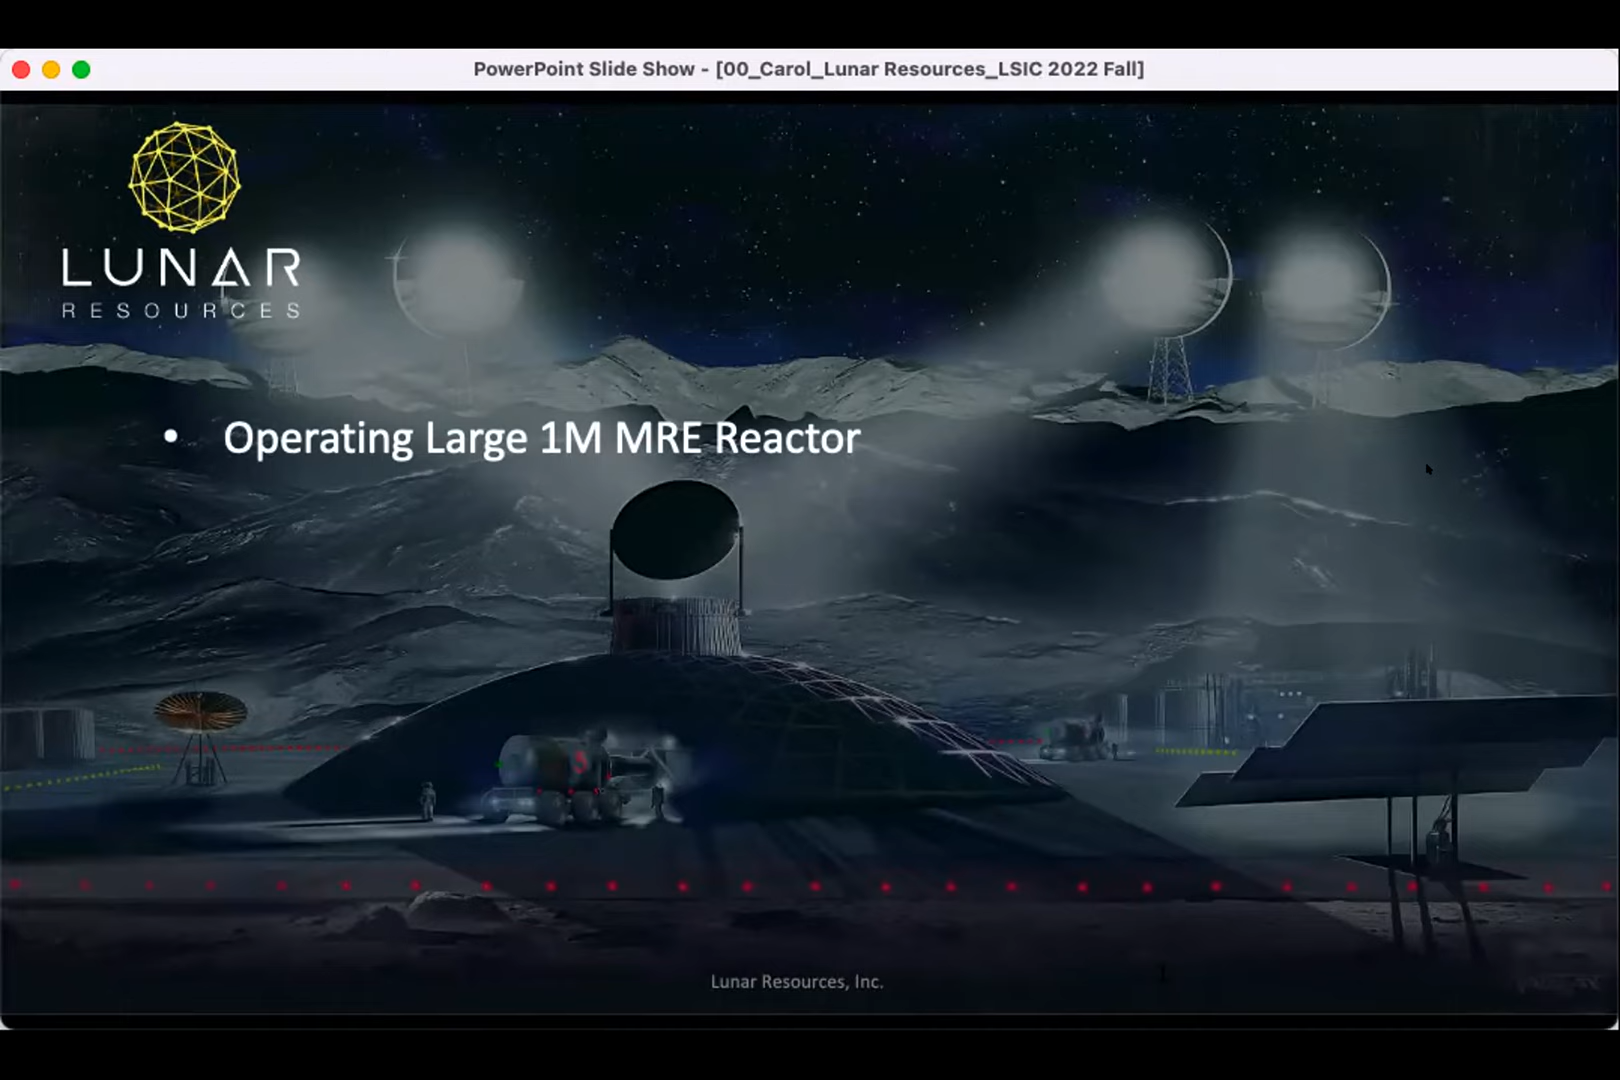 PowerPoint Slide Show - [00_Carol_Lunar Resources_LSIC 2022 Fall]
LUNAR
RESOURCES
• Operating Large 1M MRE Reactor
Lunar Resources, Inc.